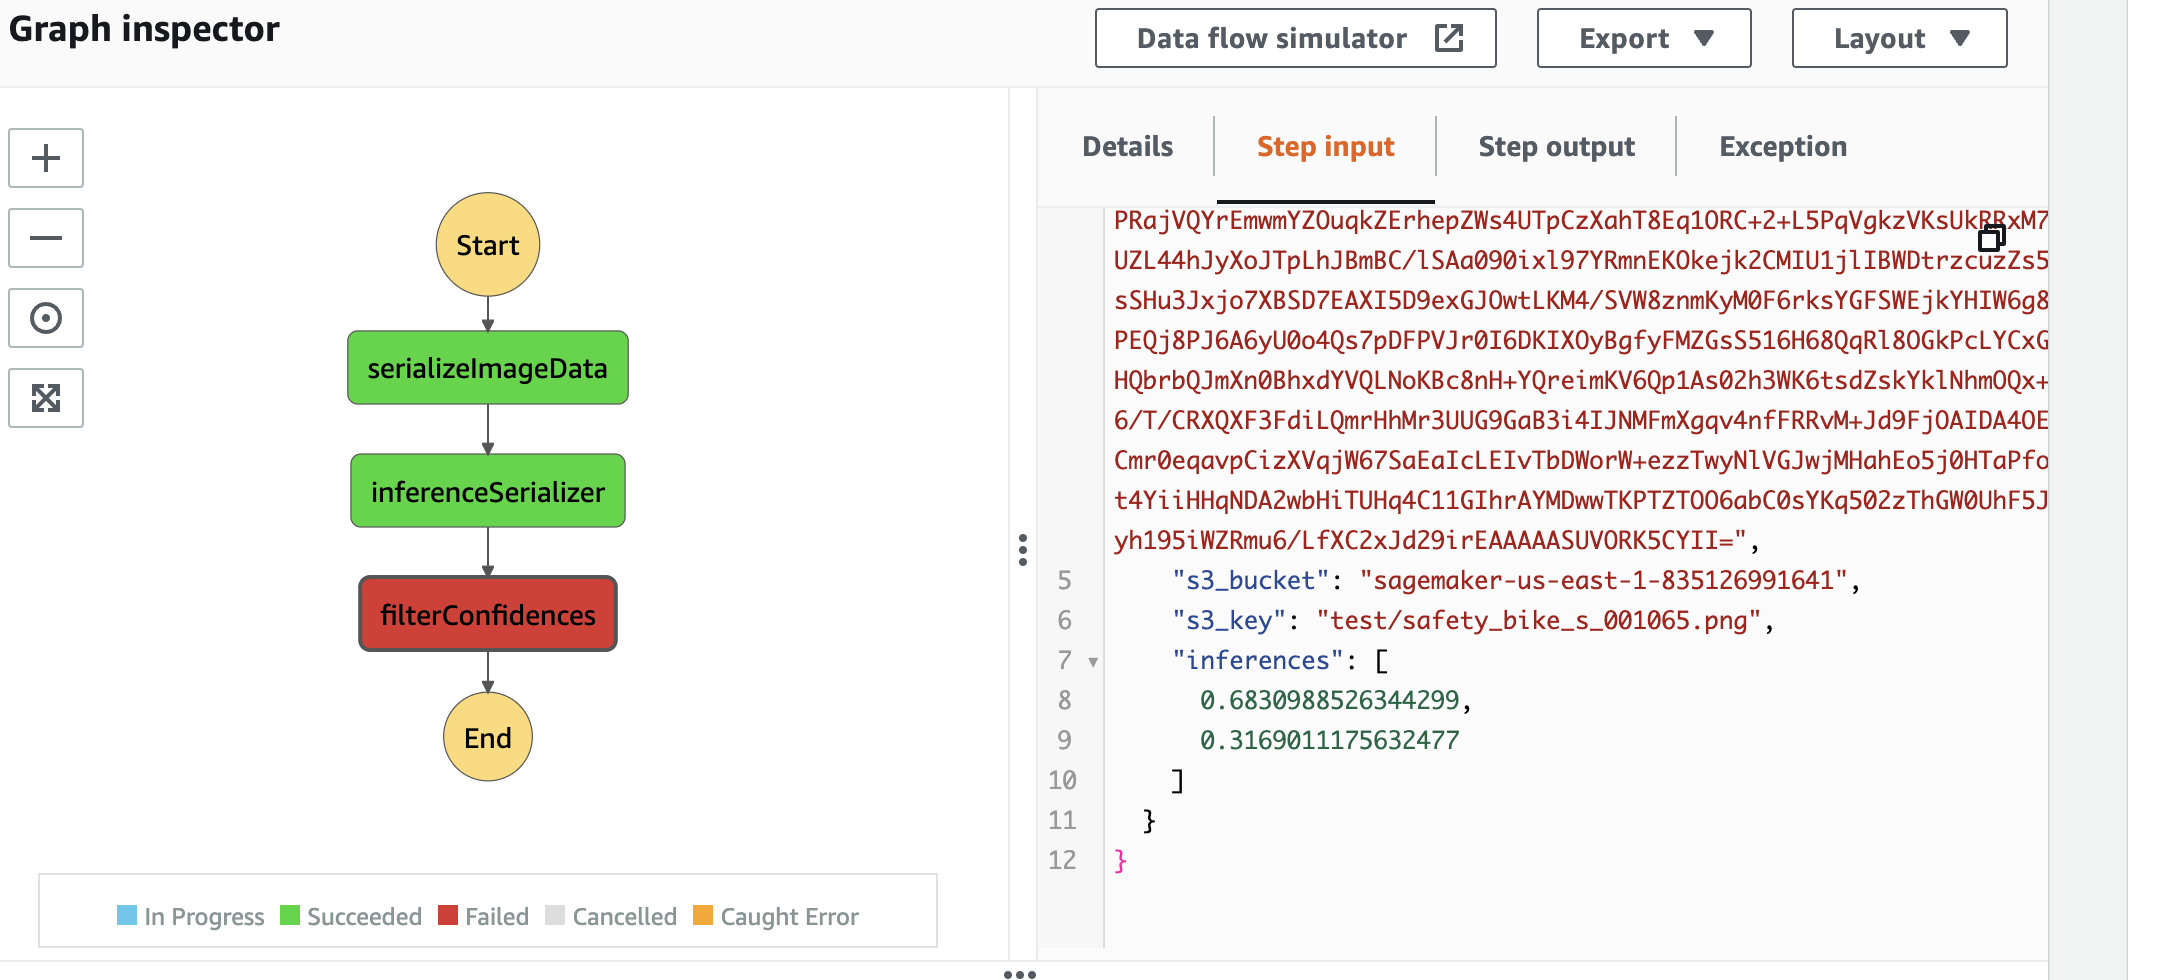 Graph inspector
Data flow simulator
Export
Layout
Start
serializeImageData
inferenceSerializer
filterConfidences
End
In Progress Succeeded Failed Cancelled Caught Error
Details Step input Step output Exception
PRajVQYrEmwmYZOuqkZErhepZWs4UTpCzXahT8Eq1ORC+2+L5PqVgkzVKsUkRRxM7
UZL44hJyXoJTpLhJBmBC/lSAa090ixl97YRmnEKOkejk2CMIU1jlIBWDtrzcuzZs5
sSHu3Jxjo7XBSD7EAXI5D9exGJOwtLKM4/SVW8znmKyM0F6rksYGFSWEjkYHIW6g8
PEQj8PJ6A6yU0o4Qs7pDFPVJr0I6DKIXOyBgfyFMZGsS516H68QqRl8OGkPcLYCxG
HQbrbQJmXn0BhxdYVQLNoKBc8nH+YQreimKV6Qp1As02h3WK6tsdZskYklNhmOQx+
6/T/CRXQXF3FdiLQmrHhMr3UUG9GaB3i4IJNMFmXgqv4nfFRRvM+Jd9FjOAIDA4OE
Cmr0eqavpCizXVqjW67SaEaIcLEIvTbDWorW+ezzTwyNlVGJwjMHahEo5j0HTaPfo
t4YiiHHqNDA2wbHiTUHq4C11GIhrAYMDwwTKPTZTOO6abC0sYKq502zThGW0UhF5J
yh195iWZRmu6/LfXC2xJd29irEAAAAASUVORK5CYII=",
5 "s3_bucket": "sagemaker-us-east-1-835126991641",
6 "s3_key": "test/safety_bike_s_001065.png",
7 "inferences": [
8 0.6830988526344299,
9 0.3169011175632477
10 ]
11 }
12 }